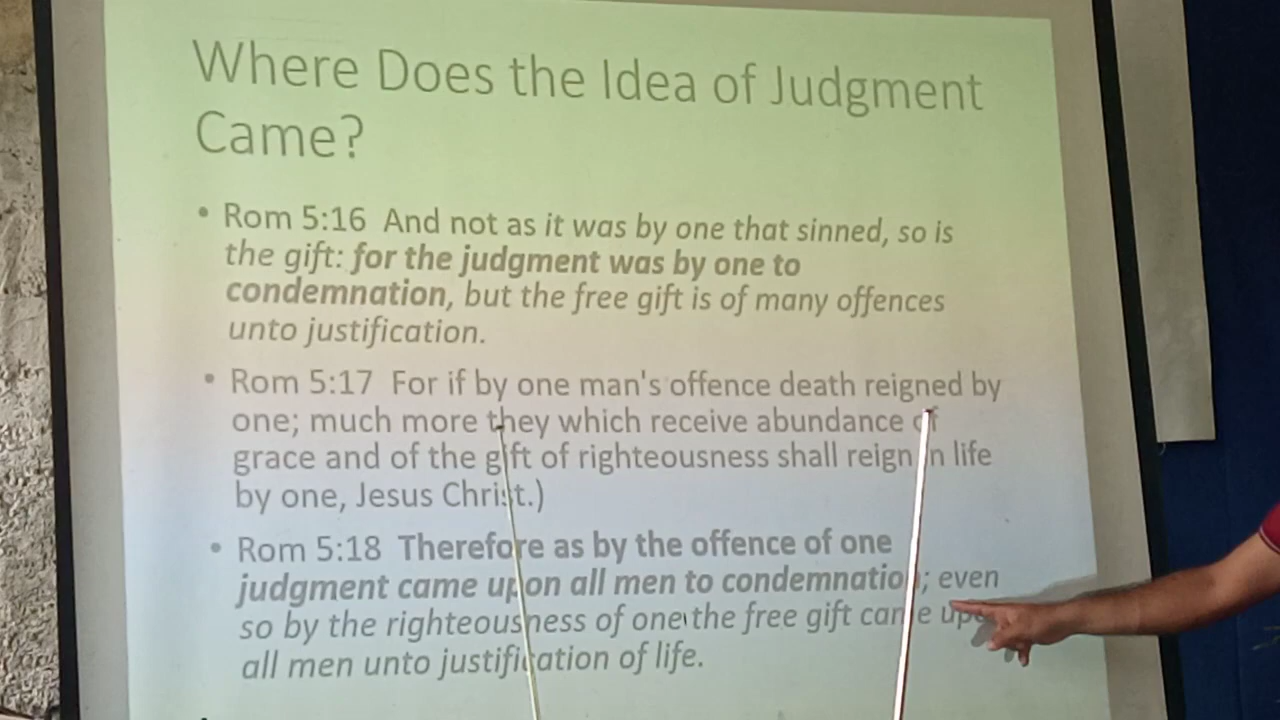 Where Does the Idea of Judgment
Came?
• Rom 5:16 And not as it was by one that sinned, so is
the gift: for the judgment was by one to
condemnation, but the free gift is of many offences
unto justification.
• Rom 5:17 For if by one man's offence death reigned by
one; much more they which receive abundance of
grace and of the gift of righteousness shall reign in life
by one, Jesus Christ.)
• Rom 5:18 Therefore as by the offence of one
judgment came upon all men to condemnation; even
so by the righteousness of one the free gift came upon
all men unto justification of life.